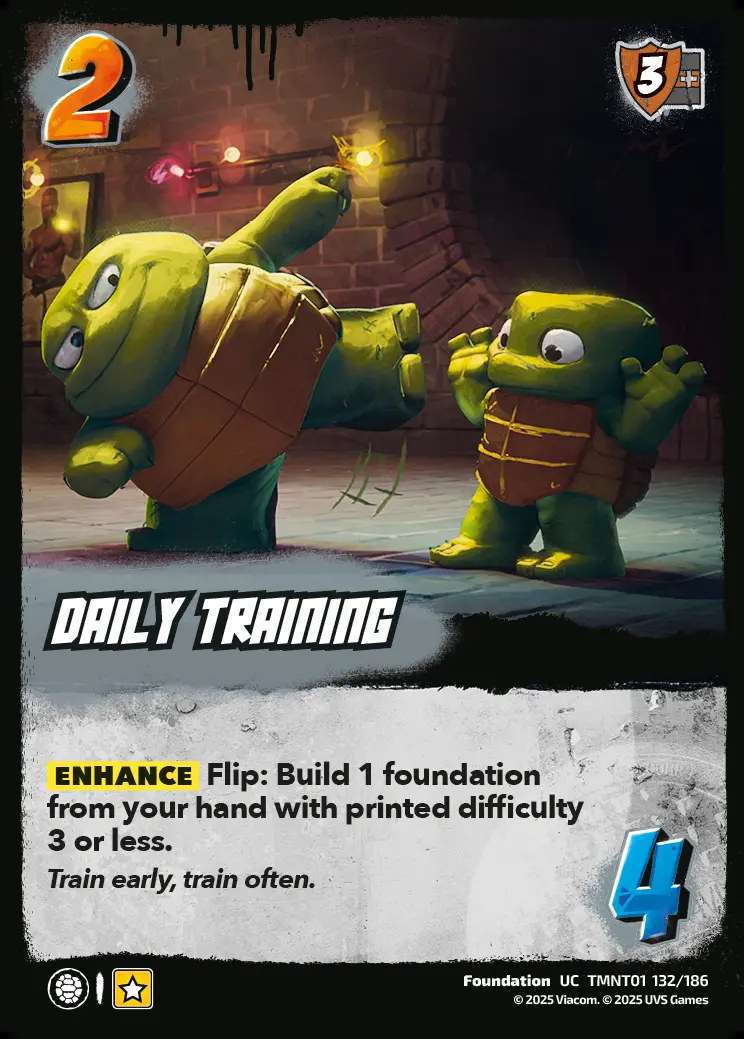 2
3
DAILY TRAINING
ENHANCE Flip: Build 1 foundation
from your hand with printed difficulty
3 or less.
Train early, train often.
4
Foundation UC TMNT01 132/186
© 2025 Viacom. © 2025 UVS Games